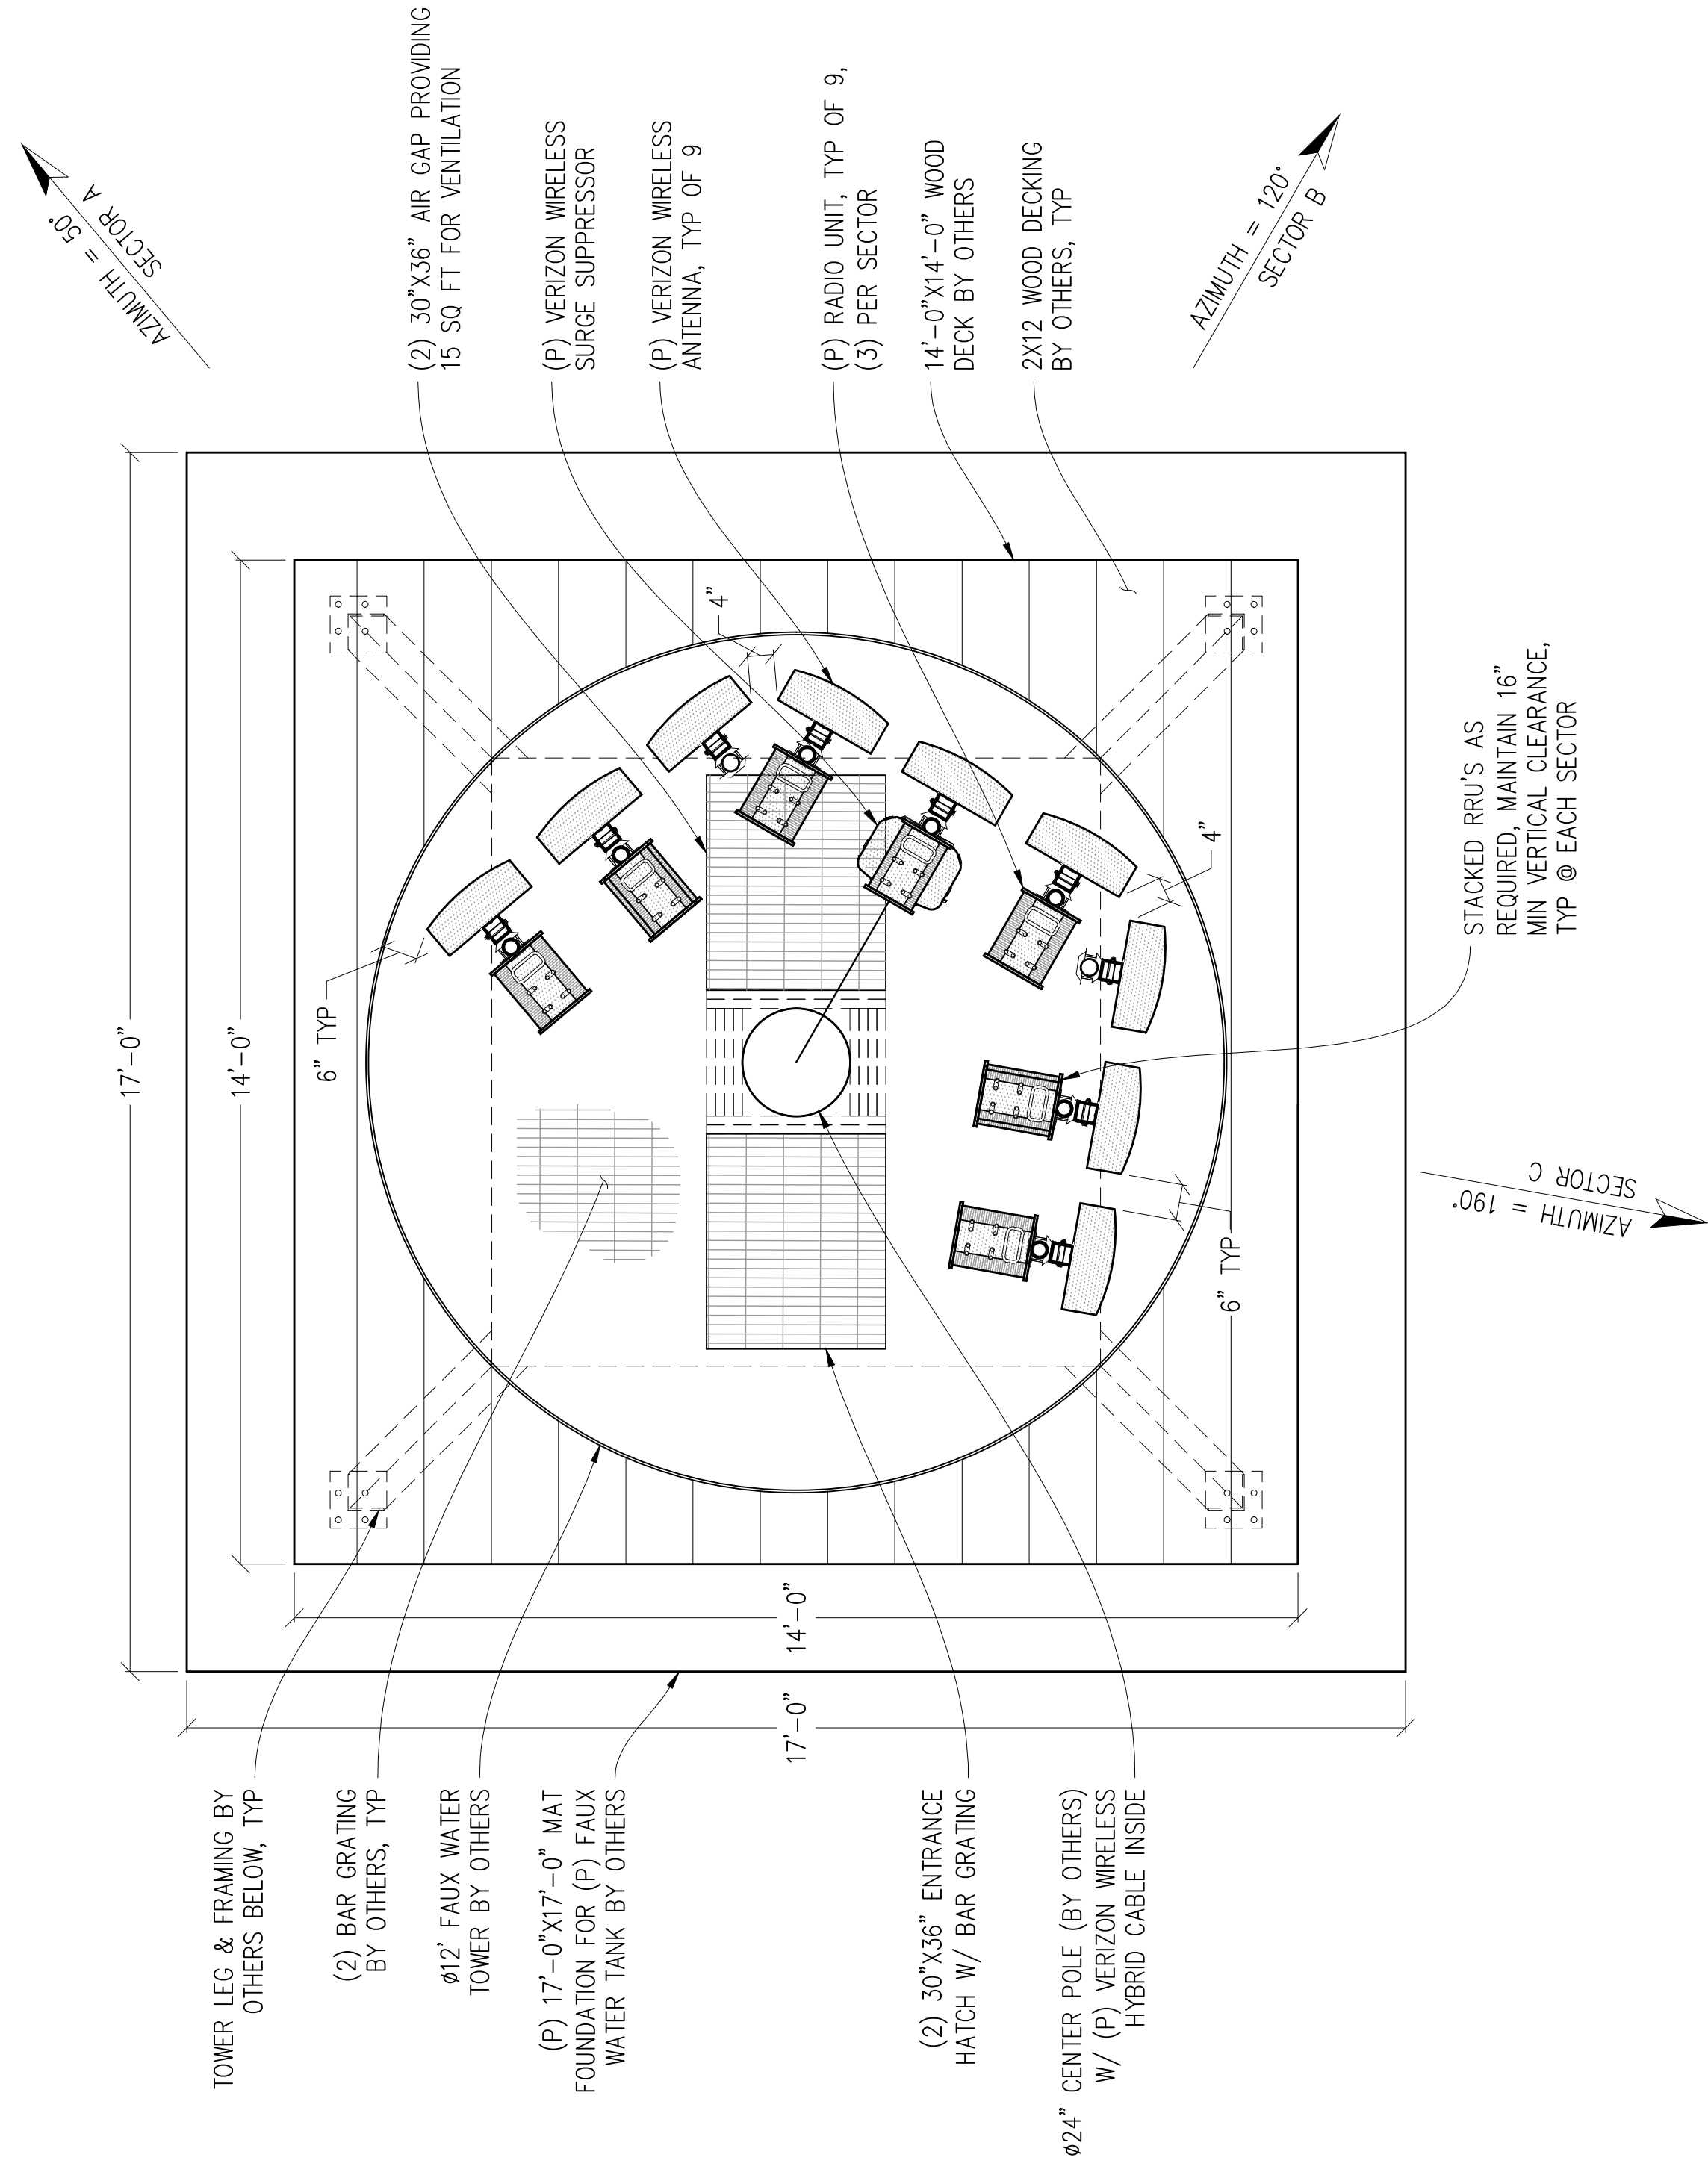 AZIMUTH = 50°
SECTOR A
(2) 30"X36" AIR GAP PROVIDING
15 SQ FT FOR VENTILATION
(P) VERIZON WIRELESS
SURGE SUPPRESSOR
(P) VERIZON WIRELESS
ANTENNA, TYP OF 9
(P) RADIO UNIT, TYP OF 9,
(3) PER SECTOR
14'-0"X14'-0" WOOD
DECK BY OTHERS
2X12 WOOD DECKING
BY OTHERS, TYP
AZIMUTH = 120°
SECTOR B
17'-0"
14'-0"
6" TYP
4"
4"
STACKED RRU'S AS
REQUIRED, MAINTAIN 16"
MIN VERTICAL CLEARANCE,
TYP @ EACH SECTOR
SECTOR C
AZIMUTH = 190°
6" TYP
14'-0"
17'-0"
TOWER LEG & FRAMING BY
OTHERS BELOW, TYP
(2) BAR GRATING
BY OTHERS, TYP
ø12' FAUX WATER
TOWER BY OTHERS
(P) 17'-0"X17'-0" MAT
FOUNDATION FOR (P) FAUX
WATER TANK BY OTHERS
(2) 30"X36" ENTRANCE
HATCH W/ BAR GRATING
ø24" CENTER POLE (BY OTHERS)
W/ (P) VERIZON WIRELESS
HYBRID CABLE INSIDE